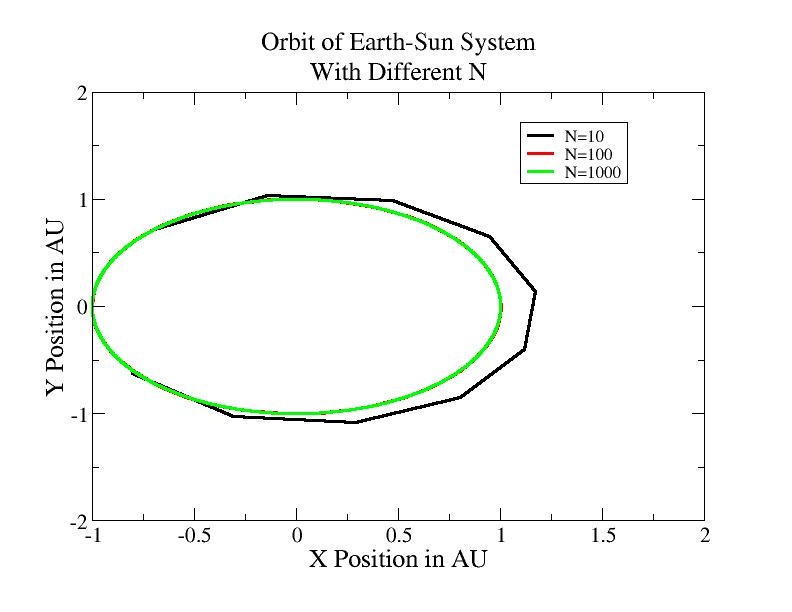 Orbit of Earth-Sun System
With Different N
N=10
N=100
N=1000
2
1
0
-1
-2
Y Position in AU
-1
-0.5
0
0.5
1
1.5
2
X Position in AU